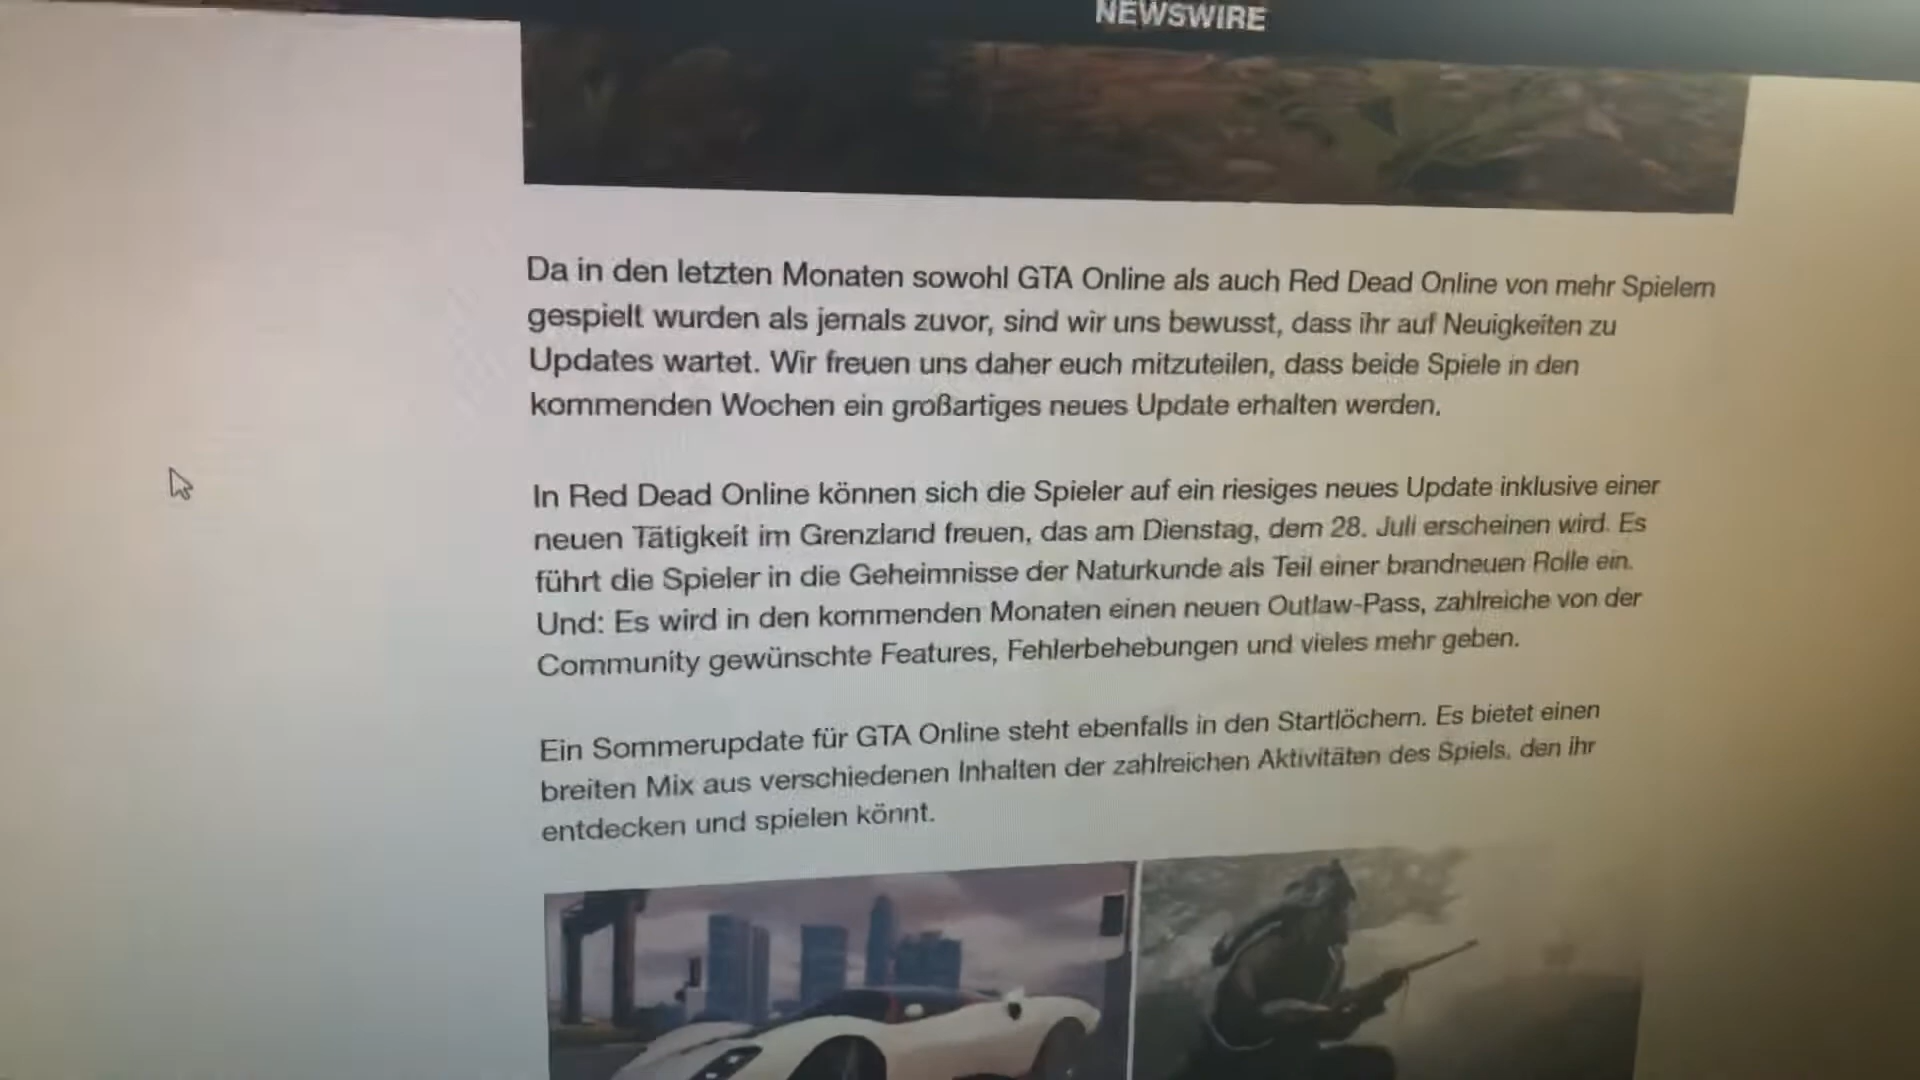 NEWSWIRE
Da in den letzten Monaten sowohl GTA Online als auch Red Dead Online von mehr Spielern
gespielt wurden als jemals zuvor, sind wir uns bewusst, dass ihr auf Neuigkeiten zu
Updates wartet. Wir freuen uns daher euch mitzuteilen, dass beide Spiele in den
kommenden Wochen ein großartiges neues Update erhalten werden.
In Red Dead Online können sich die Spieler auf ein riesiges neues Update inklusive einer
neuen Tätigkeit im Grenzland freuen, das am Dienstag, dem 28. Juli erscheinen wird. Es
führt die Spieler in die Geheimnisse der Naturkunde als Teil einer brandneuen Rolle ein.
Und: Es wird in den kommenden Monaten einen neuen Outlaw-Pass, zahlreiche von der
Community gewünschte Features, Fehlerbehebungen und vieles mehr geben.
Ein Sommerupdate für GTA Online steht ebenfalls in den Startlöchern. Es bietet einen
breiten Mix aus verschiedenen Inhalten der zahlreichen Aktivitäten des Spiels, den ihr
entdecken und spielen könnt.